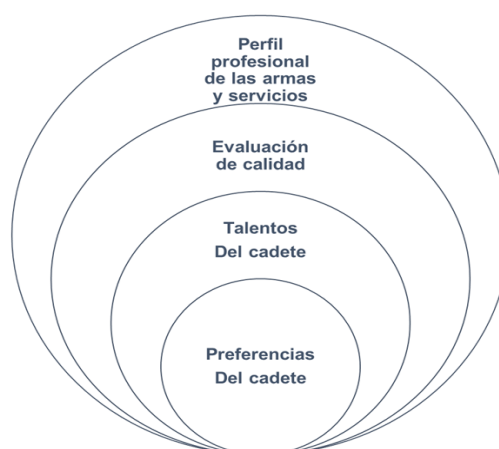 Perfil
profesional
de las armas
y servicios
Evaluación
de calidad
Talentos
Del cadete
Preferencias
Del cadete